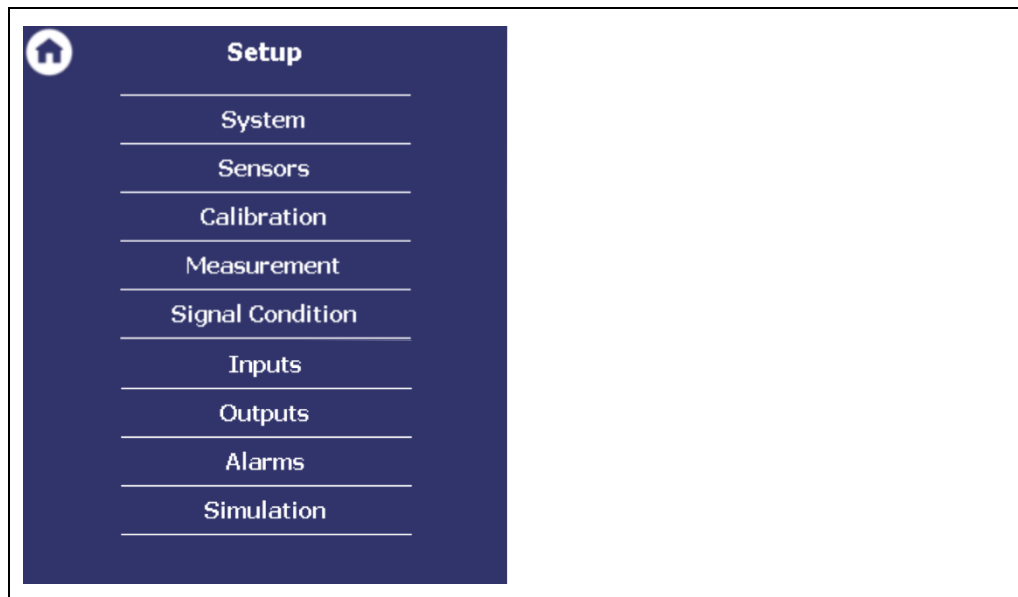 Setup
System
Sensors
Calibration
Measurement
Signal Condition
Inputs
Outputs
Alarms
Simulation